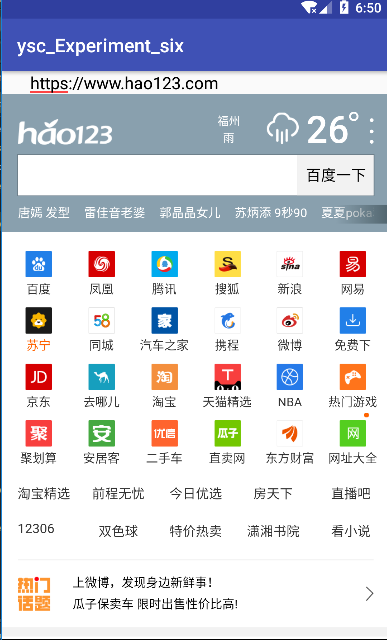 6:50
ysc_Experiment_six
https://www.hao123.com
hao123 福州 雨 26°
百度一下
唐嫣 发型 雷佳音老婆 郭晶晶女儿 苏炳添 9秒90 夏夏poka
百度 凤凰 腾讯 搜狐 新浪 网易
苏宁 同城 汽车之家 携程 微博 免费下
京东 去哪儿 淘宝 天猫精选 NBA 热门游戏
聚划算 安居客 二手车 直卖网 东方财富 网址大全
淘宝精选 前程无忧 今日优选 房天下 直播吧
12306 双色球 特价热卖 潇湘书院 看小说
热门 上微博，发现身边新鲜事！
话题 瓜子保卖车 限时出售性价比高!